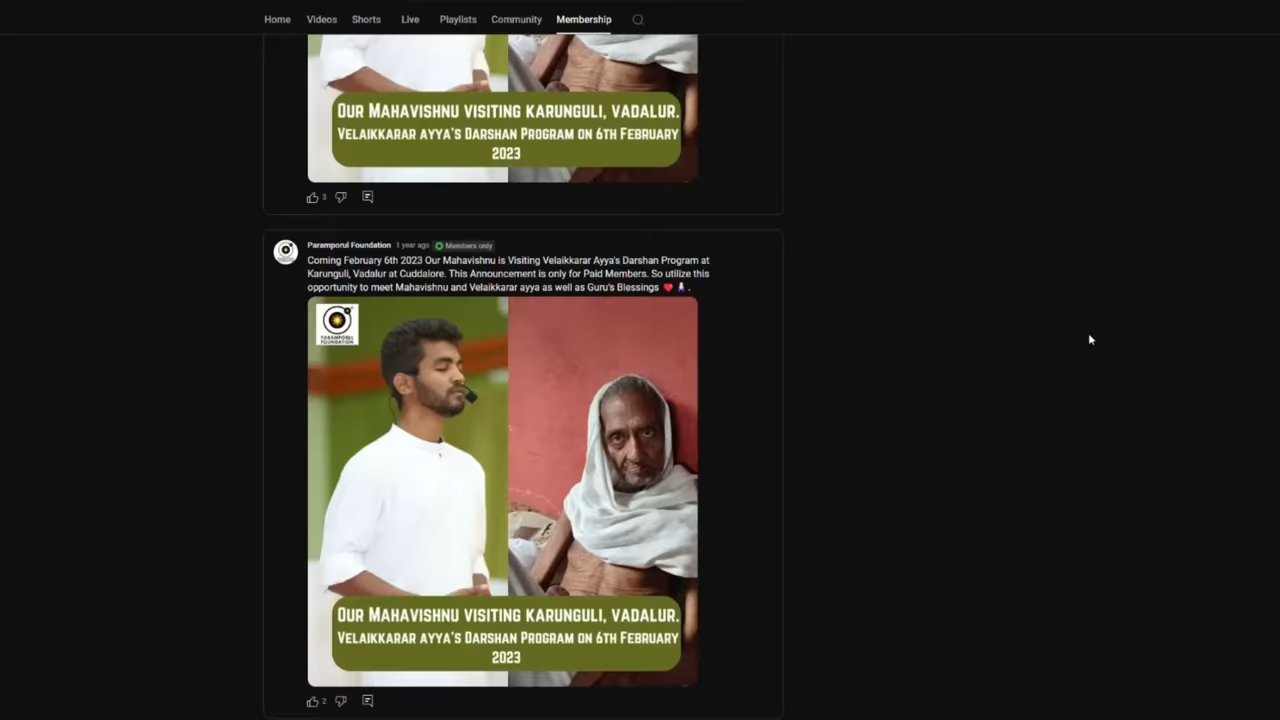 Home Videos Shorts Live Playlists Community Membership
OUR MAHAVISHNU VISITING KARUNGULI, VADALUR.
VELAIKKARAR AYYA'S DARSHAN PROGRAM ON 6TH FEBRUARY
2023
3
Paramporul Foundation 1 year ago Members only
Coming February 6th 2023 Our Mahavishnu is Visiting Velaikkarar Ayya's Darshan Program at
Karunguli, Vadalur at Cuddalore. This Announcement is only for Paid Members. So utilize this
opportunity to meet Mahavishnu and Velaikkarar ayya as well as Guru's Blessings ❤️ .
PARAMPORUL
FOUNDATION
OUR MAHAVISHNU VISITING KARUNGULI, VADALUR.
VELAIKKARAR AYYA'S DARSHAN PROGRAM ON 6TH FEBRUARY
2023
2